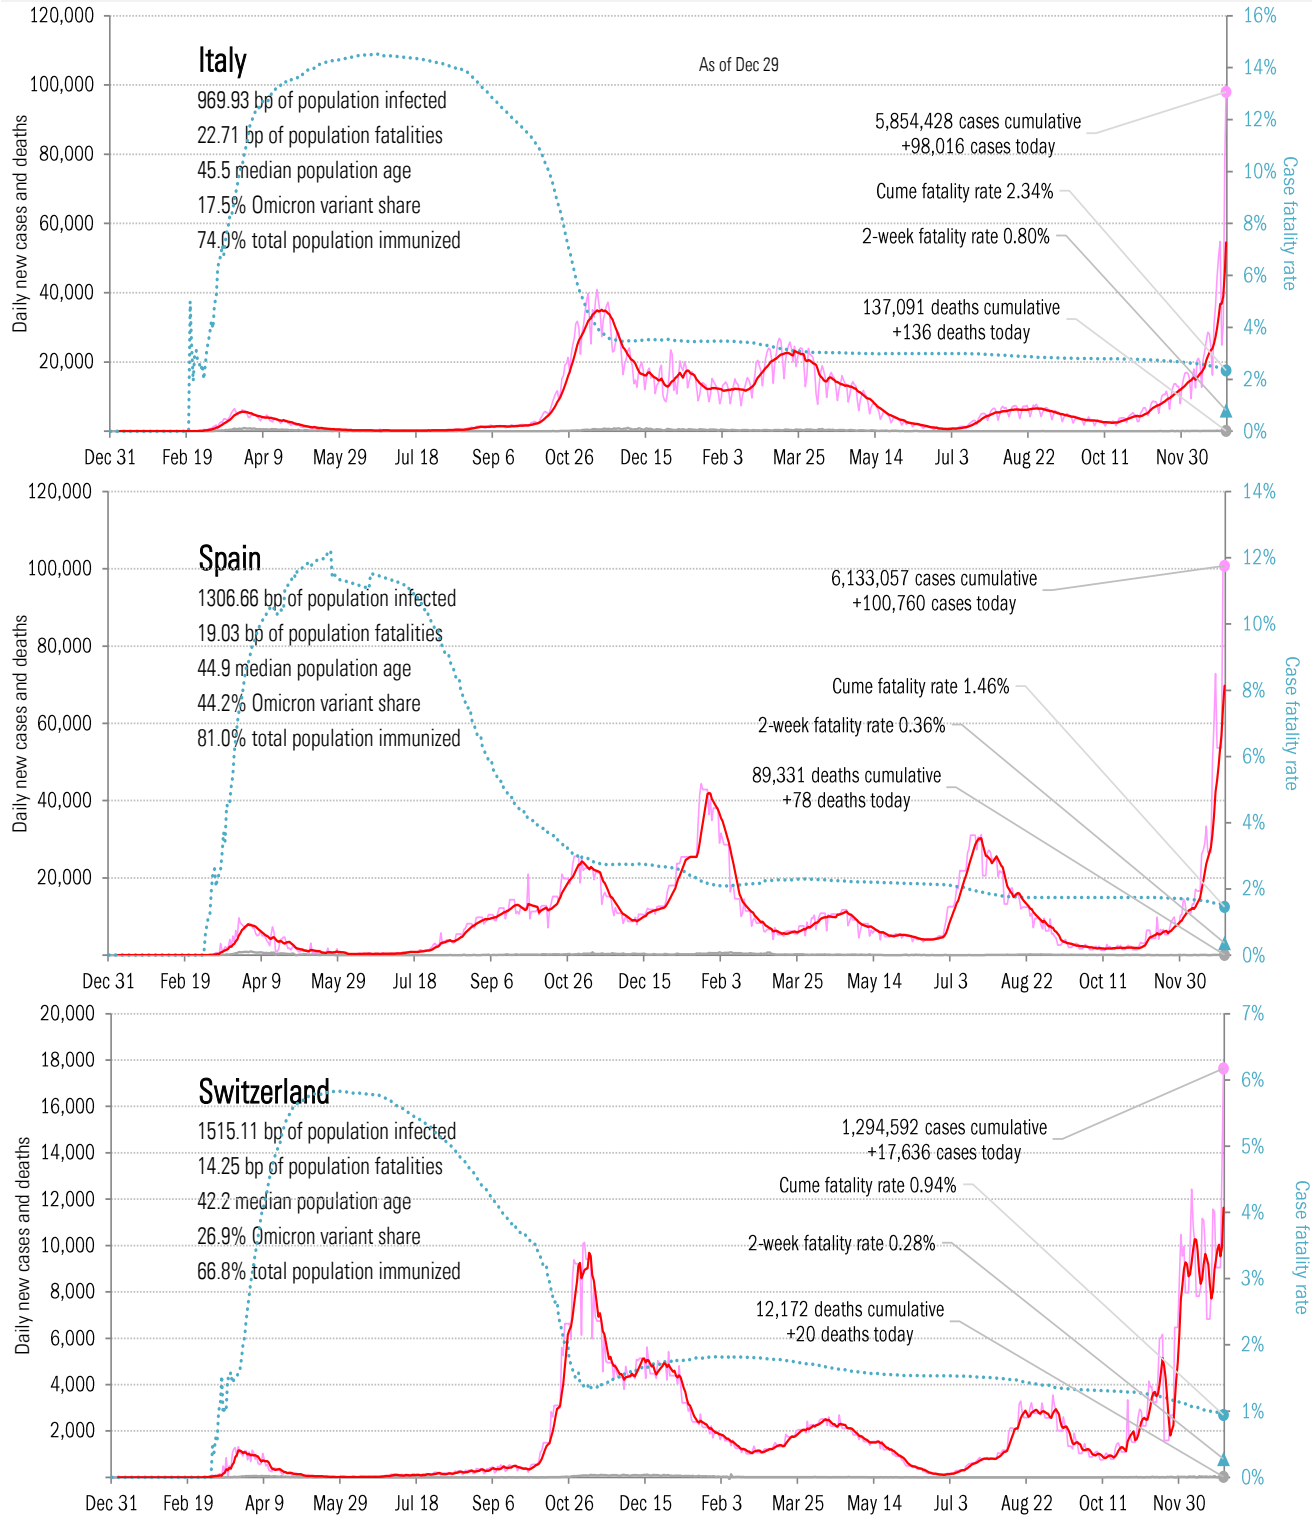 120,000
100,000
80,000
60,000
40,000
20,000
Daily new cases and deaths
16%
14%
12%
10%
8%
6%
4%
2%
0%
Case fatality rate
Italy
969.93 bp of population infected
22.71 bp of population fatalities
45.5 median population age
17.5% Omicron variant share
74.0% total population immunized
As of Dec 29
5,854,428 cases cumulative
+98,016 cases today
Cume fatality rate 2.34%
2-week fatality rate 0.80%
137,091 deaths cumulative
+136 deaths today
Dec 31 Feb 19 Apr 9 May 29 Jul 18 Sep 6 Oct 26 Dec 15 Feb 3 Mar 25 May 14 Jul 3 Aug 22 Oct 11 Nov 30
120,000
100,000
80,000
60,000
40,000
20,000
Daily new cases and deaths
14%
12%
10%
8%
6%
4%
2%
0%
Case fatality rate
Spain
1306.66 bp of population infected
19.03 bp of population fatalities
44.9 median population age
44.2% Omicron variant share
81.0% total population immunized
6,133,057 cases cumulative
+100,760 cases today
Cume fatality rate 1.46%
2-week fatality rate 0.36%
89,331 deaths cumulative
+78 deaths today
Dec 31 Feb 19 Apr 9 May 29 Jul 18 Sep 6 Oct 26 Dec 15 Feb 3 Mar 25 May 14 Jul 3 Aug 22 Oct 11 Nov 30
20,000
18,000
16,000
14,000
12,000
10,000
8,000
6,000
4,000
2,000
Daily new cases and deaths
7%
6%
5%
4%
3%
2%
1%
0%
Case fatality rate
Switzerland
1515.11 bp of population infected
14.25 bp of population fatalities
42.2 median population age
26.9% Omicron variant share
66.8% total population immunized
1,294,592 cases cumulative
+17,636 cases today
Cume fatality rate 0.94%
2-week fatality rate 0.28%
12,172 deaths cumulative
+20 deaths today
Dec 31 Feb 19 Apr 9 May 29 Jul 18 Sep 6 Oct 26 Dec 15 Feb 3 Mar 25 May 14 Jul 3 Aug 22 Oct 11 Nov 30